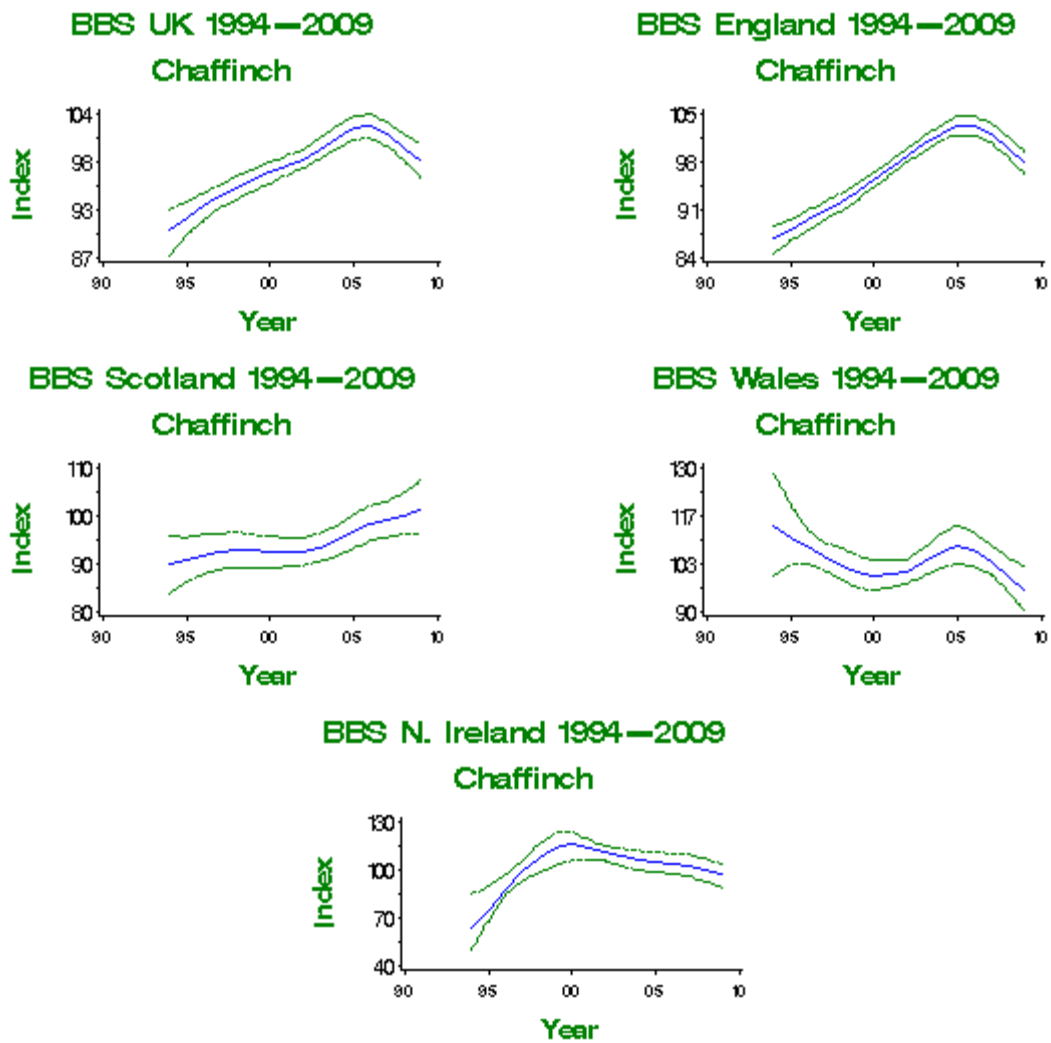 BBS UK 1994—2009
Chaffinch
104
98
93
87
Index
90 95 00 05 10
Year
BBS England 1994—2009
Chaffinch
105
98
91
84
Index
90 95 00 05 10
Year
BBS Scotland 1994—2009
Chaffinch
110
100
90
80
Index
90 95 00 05 10
Year
BBS Wales 1994—2009
Chaffinch
130
117
103
90
Index
90 95 00 05 10
Year
BBS N. Ireland 1994—2009
Chaffinch
130
100
70
40
Index
90 95 00 05 10
Year